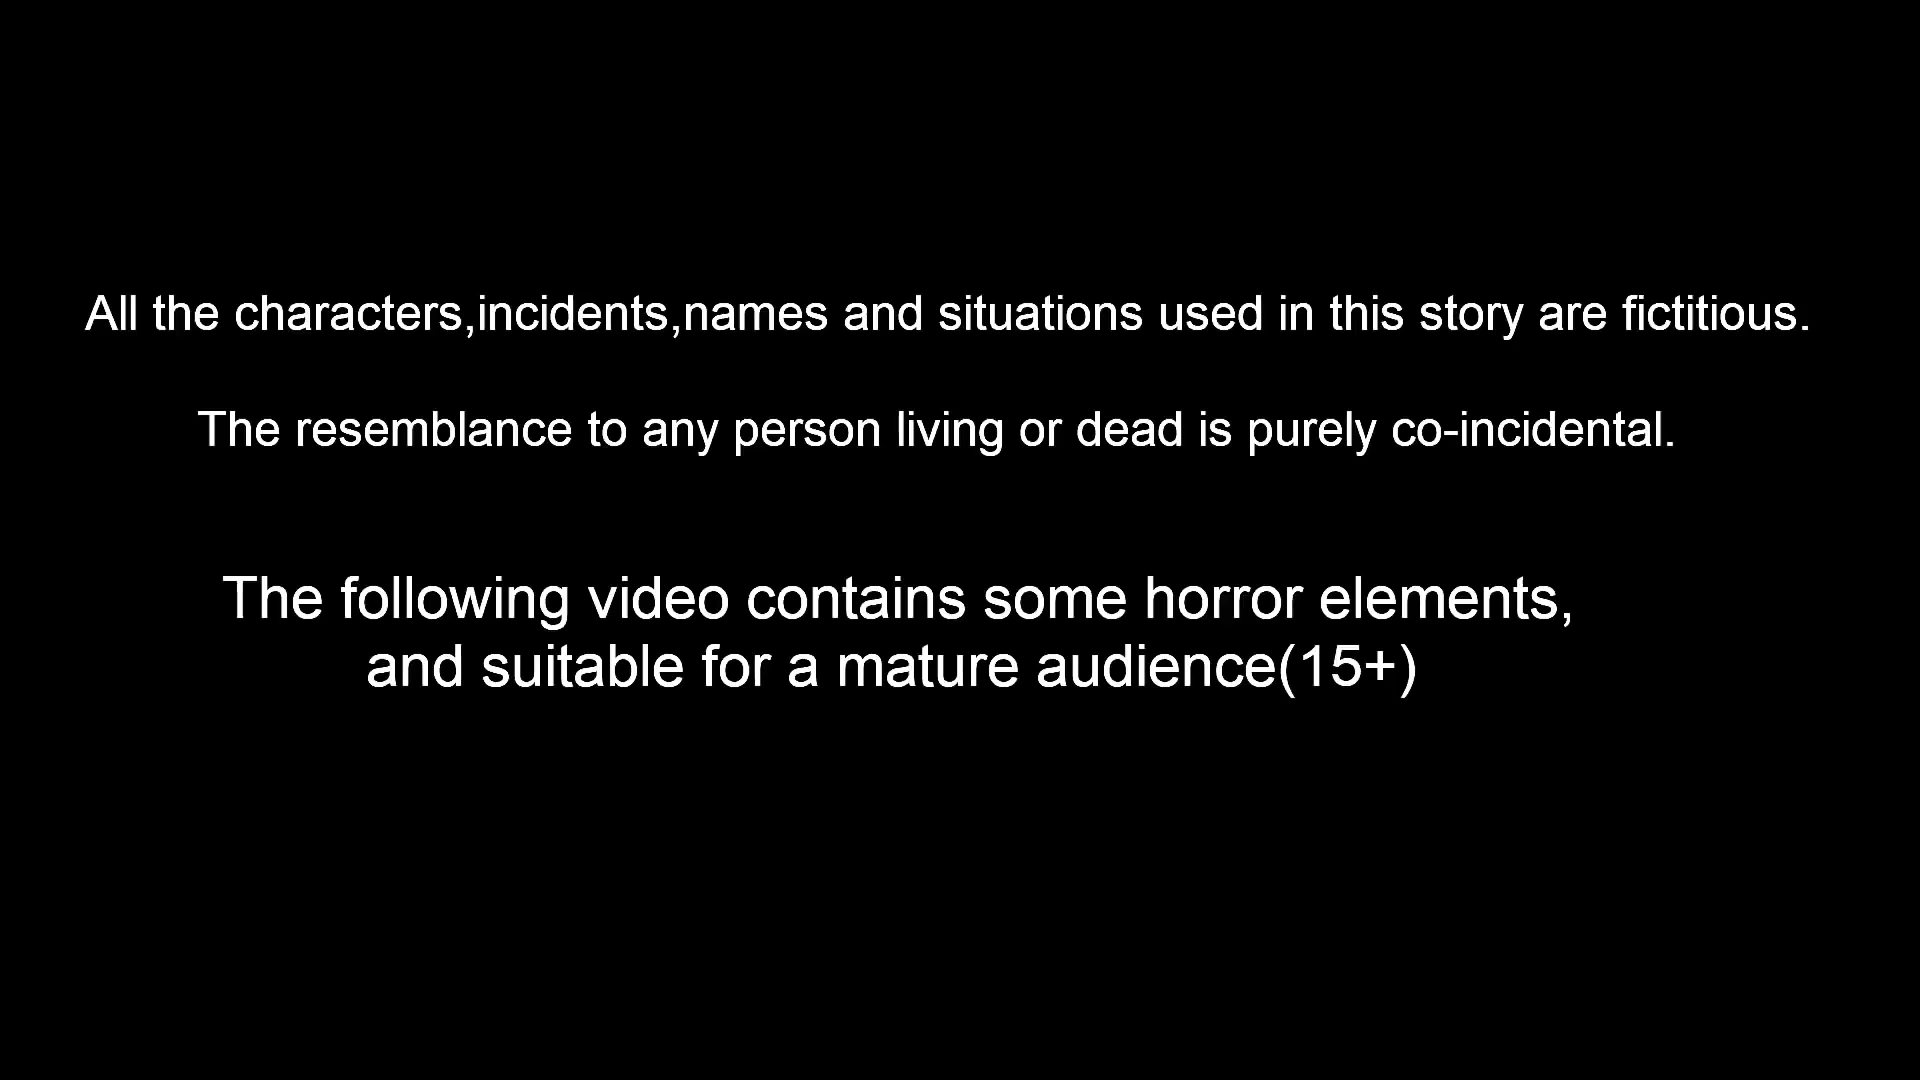 All the characters,incidents,names and situations used in this story are fictitious.
The resemblance to any person living or dead is purely co-incidental.
The following video contains some horror elements,
and suitable for a mature audience(15+)